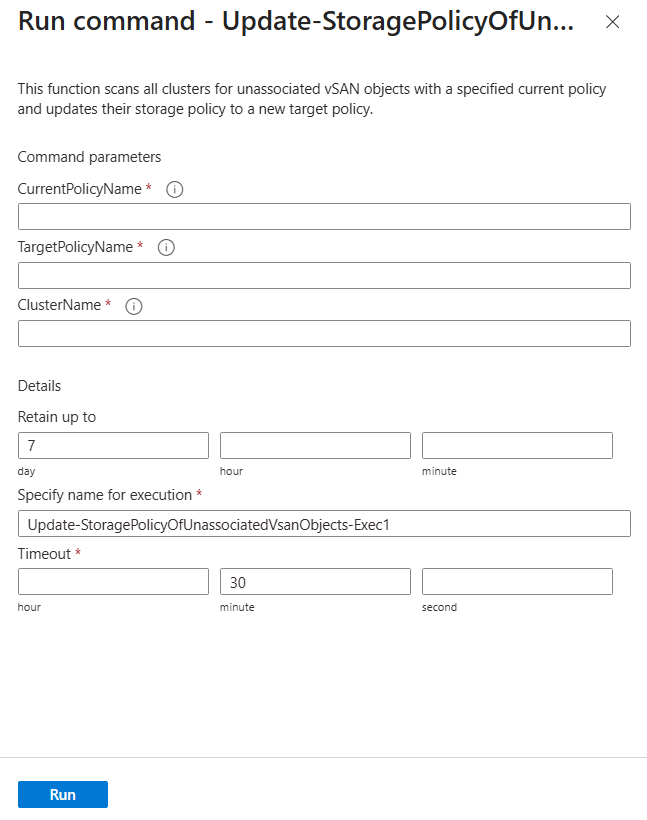 Run command - Update-StoragePolicyOfUn...
This function scans all clusters for unassociated vSAN objects with a specified current policy
and updates their storage policy to a new target policy.
Command parameters
CurrentPolicyName *
TargetPolicyName *
ClusterName *
Details
Retain up to
7
day hour minute
Specify name for execution *
Update-StoragePolicyOfUnassociatedVsanObjects-Exec1
Timeout *
30
hour minute second
Run